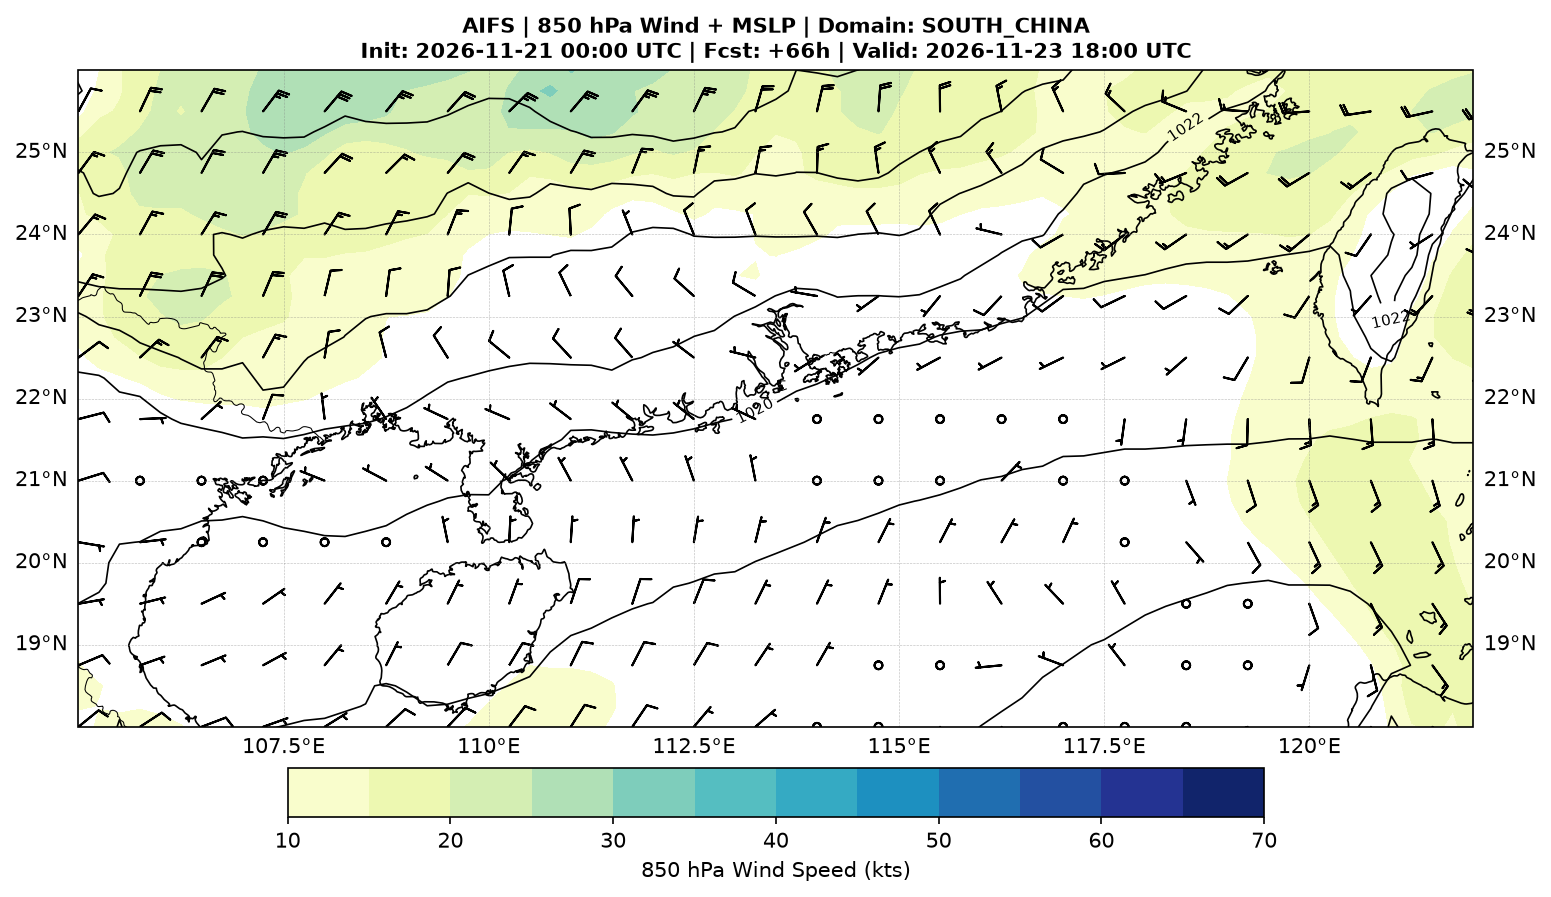 AIFS | 850 hPa Wind + MSLP | Domain: SOUTH_CHINA
Init: 2026-11-21 00:00 UTC | Fcst: +66h | Valid: 2026-11-23 18:00 UTC
1022
25°N 25°N
24°N 24°N
23°N 1022 23°N
22°N 1020 22°N
21°N 21°N
20°N 20°N
19°N 19°N
107.5°E 110°E 112.5°E 115°E 117.5°E 120°E
10 20 30 40 50 60 70
850 hPa Wind Speed (kts)